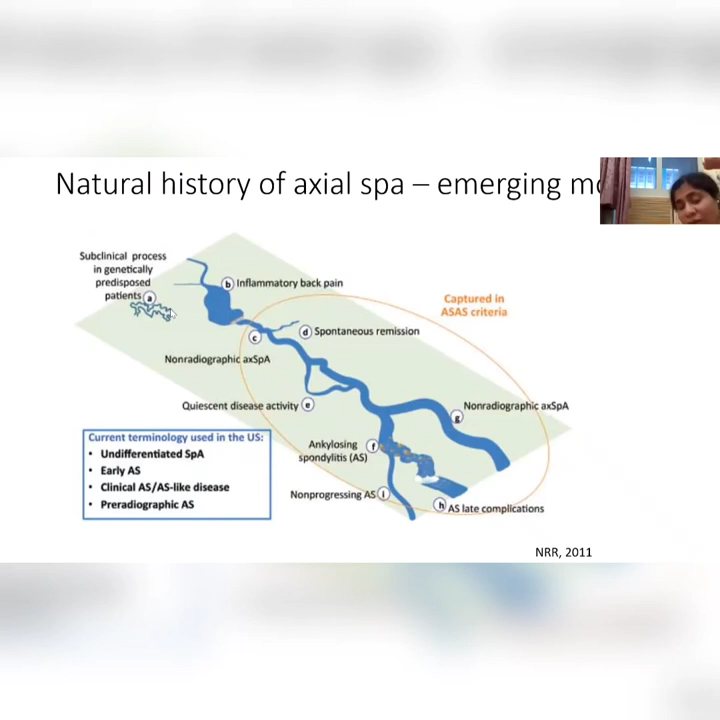 Natural history of axial spa – emerging
Subclinical process
in genetically
predisposed
patients a
b Inflammatory back pain
Captured in
ASAS criteria
c
d Spontaneous remission
Nonradiographic axSpA
Quiescent disease activity e
Nonradiographic axSpA
g
Ankylosing f
spondylitis (AS)
Nonprogressing AS i
h AS late complications
Current terminology used in the US:
• Undifferentiated SpA
• Early AS
• Clinical AS/AS-like disease
• Preradiographic AS
NRR, 2011